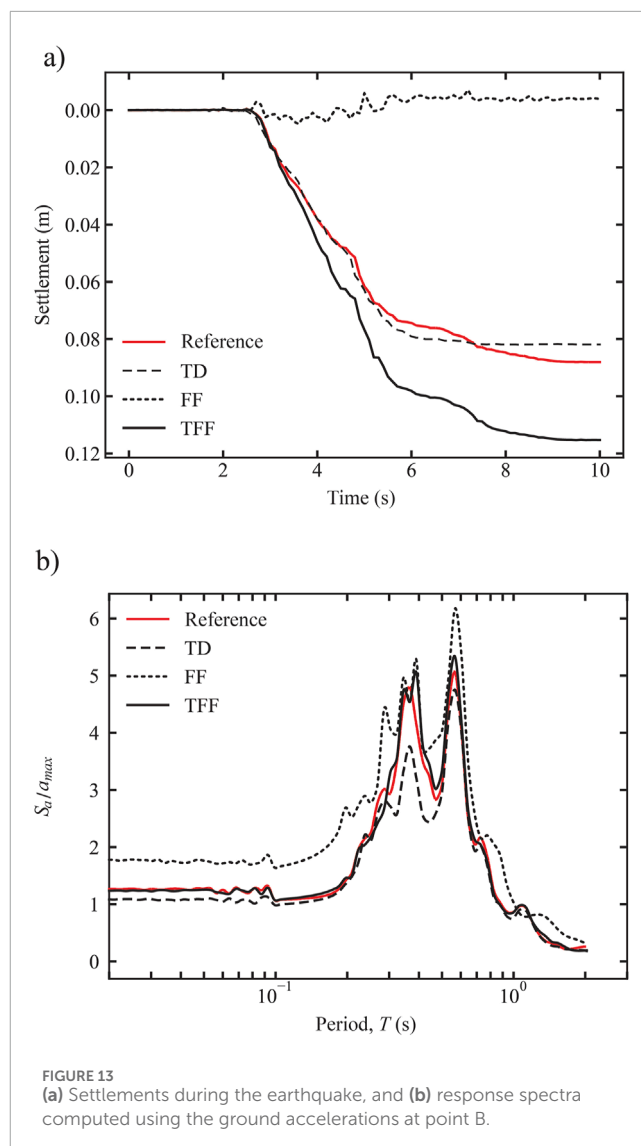 a)
0.00
0.02
0.04
0.06
0.08
0.10
0.12
Settlement (m)
Reference
TD
FF
TFF
0 2 4 6 8 10
Time (s)
b)
6
5
4
3
2
1
0
S_a/a_max
Reference
TD
FF
TFF
10⁻¹ 10⁰
Period, T (s)
FIGURE 13
(a) Settlements during the earthquake, and (b) response spectra
computed using the ground accelerations at point B.